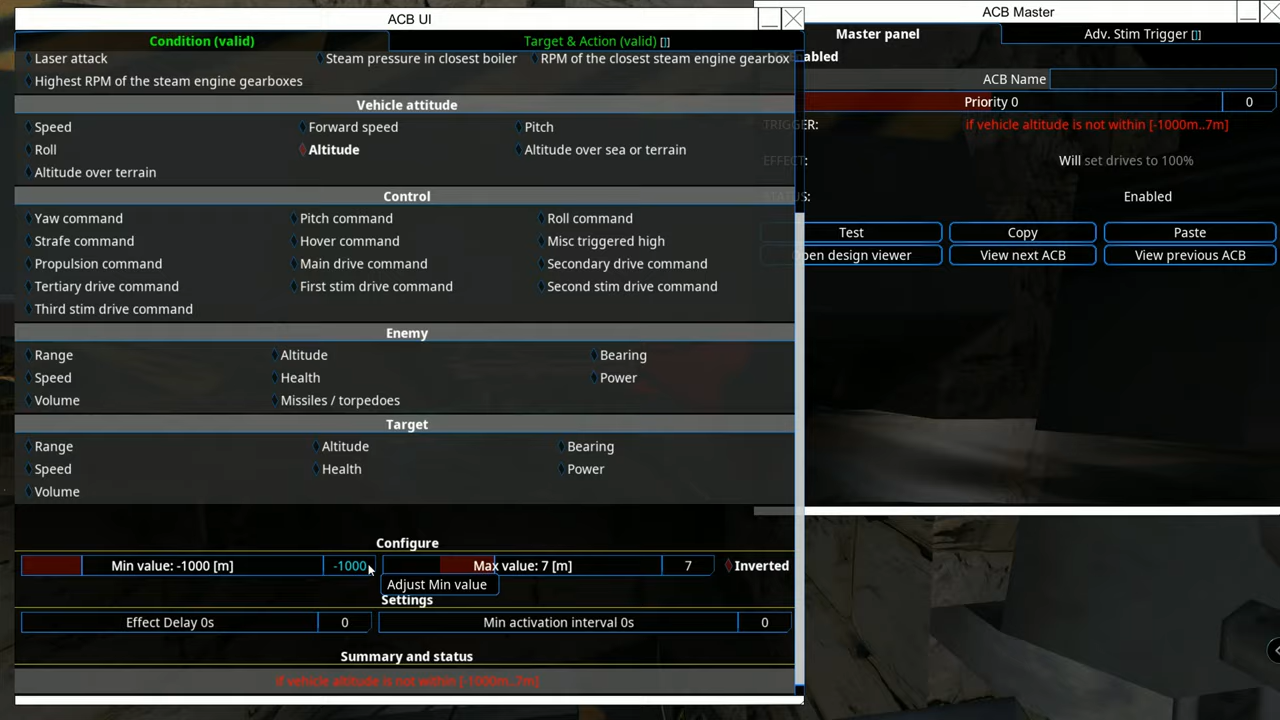 ACB UI
Condition (valid)
Target & Action (valid) []
Laser attack
Steam pressure in closest boiler
RPM of the closest steam engine gearbox
Highest RPM of the steam engine gearboxes
Vehicle attitude
Speed
Forward speed
Pitch
Roll
Altitude
Altitude over sea or terrain
Altitude over terrain
Control
Yaw command
Pitch command
Roll command
Strafe command
Hover command
Misc triggered high
Propulsion command
Main drive command
Secondary drive command
Tertiary drive command
First stim drive command
Second stim drive command
Third stim drive command
Enemy
Range
Altitude
Bearing
Speed
Health
Power
Volume
Missiles / torpedoes
Target
Range
Altitude
Bearing
Speed
Health
Power
Volume
Configure
Min value: -1000 [m]
-1000
Max value: 7 [m]
7
Inverted
Adjust Min value
Settings
Effect Delay 0s
0
Min activation interval 0s
0
Summary and status
if vehicle altitude is not within [-1000m..7m]
ACB Master
Master panel
Adv. Stim Trigger []
abled
ACB Name
Priority 0
0
TRIGGER:
if vehicle altitude is not within [-1000m..7m]
EFFECT:
Will set drives to 100%
STATUS:
Enabled
Test
Copy
Paste
Open design viewer
View next ACB
View previous ACB